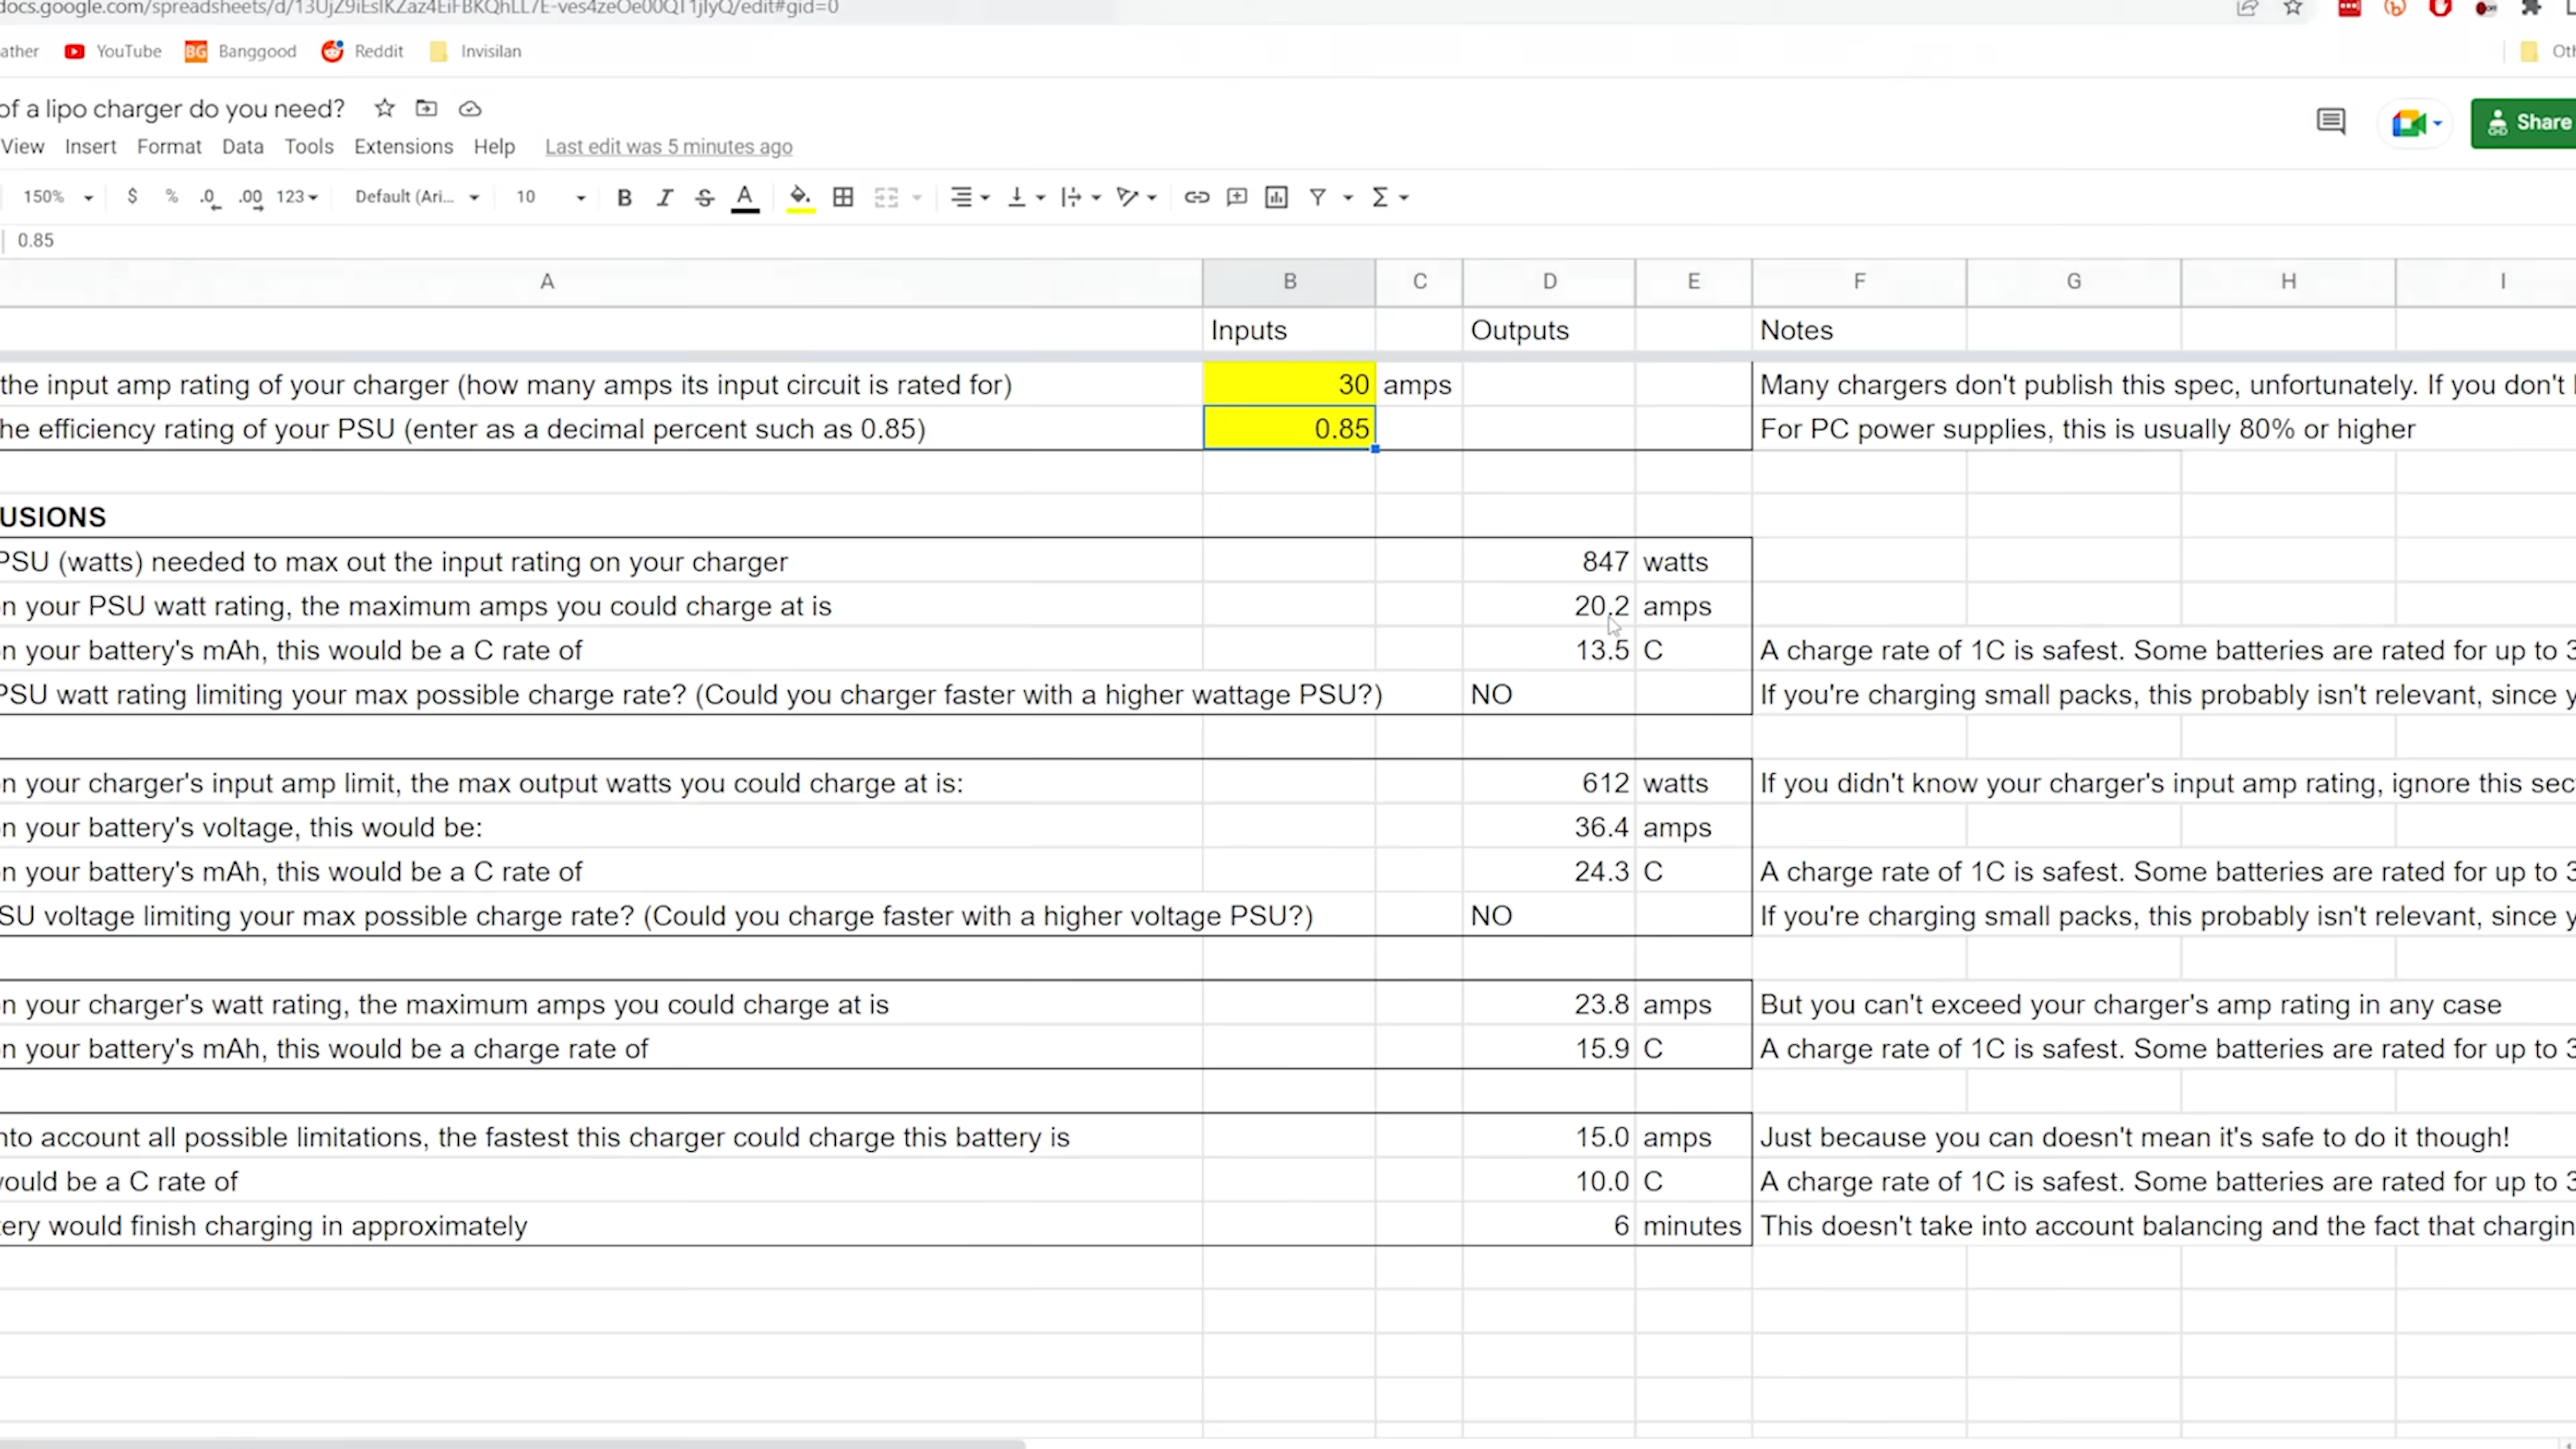 docs.google.com/spreadsheets/d/13UjZ9iEslKZaz4EiFBKQhLL7E-ves4zeOe00QT1jIyQ/edit#gid=0
ather YouTube BG Banggood Reddit Invisilan Oth
of a lipo charger do you need?
View Insert Format Data Tools Extensions Help Last edit was 5 minutes ago Share
150% $ % .0 .00 123 Default (Ari... 10 B I S A Σ
0.85
A B C D E F G H I
Inputs Outputs Notes
the input amp rating of your charger (how many amps its input circuit is rated for) 30 amps Many chargers don't publish this spec, unfortunately. If you don't
he efficiency rating of your PSU (enter as a decimal percent such as 0.85) 0.85 For PC power supplies, this is usually 80% or higher
USIONS
PSU (watts) needed to max out the input rating on your charger 847 watts
n your PSU watt rating, the maximum amps you could charge at is 20.2 amps
n your battery's mAh, this would be a C rate of 13.5 C A charge rate of 1C is safest. Some batteries are rated for up to 3
PSU watt rating limiting your max possible charge rate? (Could you charger faster with a higher wattage PSU?) NO If you're charging small packs, this probably isn't relevant, since y
n your charger's input amp limit, the max output watts you could charge at is: 612 watts If you didn't know your charger's input amp rating, ignore this sec
n your battery's voltage, this would be: 36.4 amps
n your battery's mAh, this would be a C rate of 24.3 C A charge rate of 1C is safest. Some batteries are rated for up to 3
SU voltage limiting your max possible charge rate? (Could you charge faster with a higher voltage PSU?) NO If you're charging small packs, this probably isn't relevant, since y
n your charger's watt rating, the maximum amps you could charge at is 23.8 amps But you can't exceed your charger's amp rating in any case
n your battery's mAh, this would be a charge rate of 15.9 C A charge rate of 1C is safest. Some batteries are rated for up to 3
nto account all possible limitations, the fastest this charger could charge this battery is 15.0 amps Just because you can doesn't mean it's safe to do it though!
ould be a C rate of 10.0 C A charge rate of 1C is safest. Some batteries are rated for up to 3
tery would finish charging in approximately 6 minutes This doesn't take into account balancing and the fact that chargin